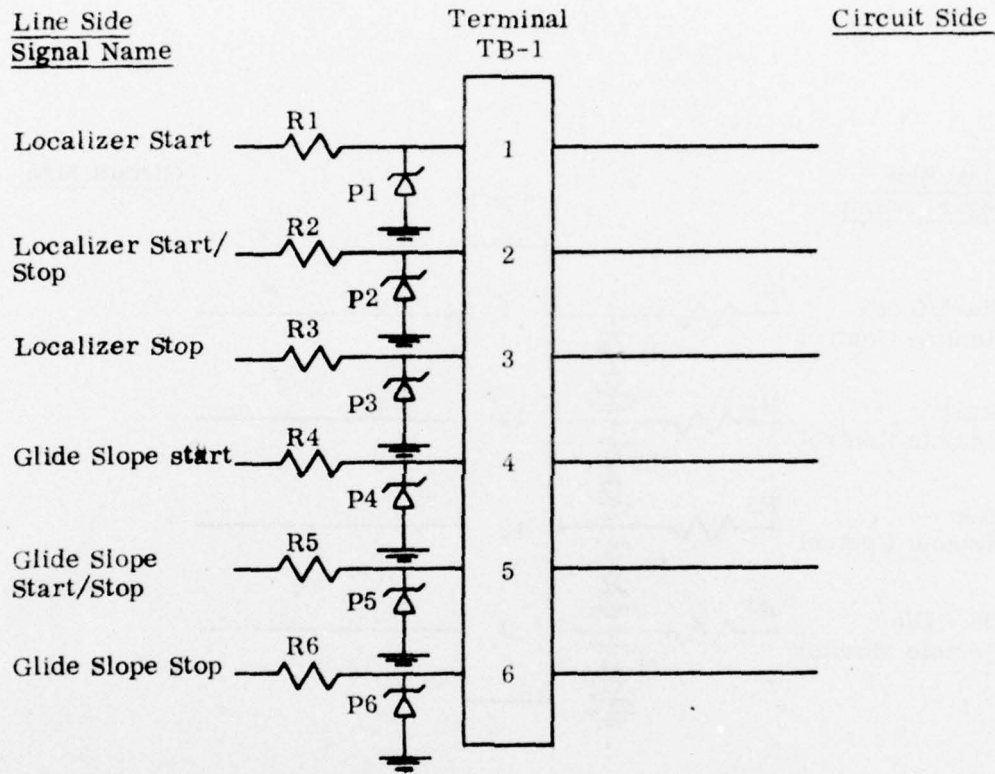 Line Side
Signal Name
Terminal
TB-1
Circuit Side
Localizer Start
R1
1
P1
Localizer Start/
Stop
R2
2
P2
Localizer Stop
R3
3
P3
Glide Slope start
R4
4
P4
Glide Slope
Start/Stop
R5
5
P5
Glide Slope Stop
R6
6
P6